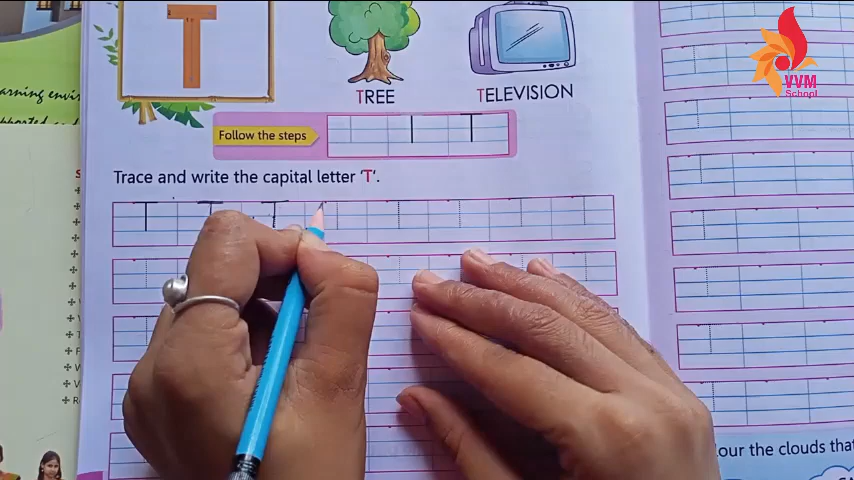 T
TREE
TELEVISION
VVM
School
Follow the steps
T T
Trace and write the capital letter 'T'.
T T T
our the clouds that